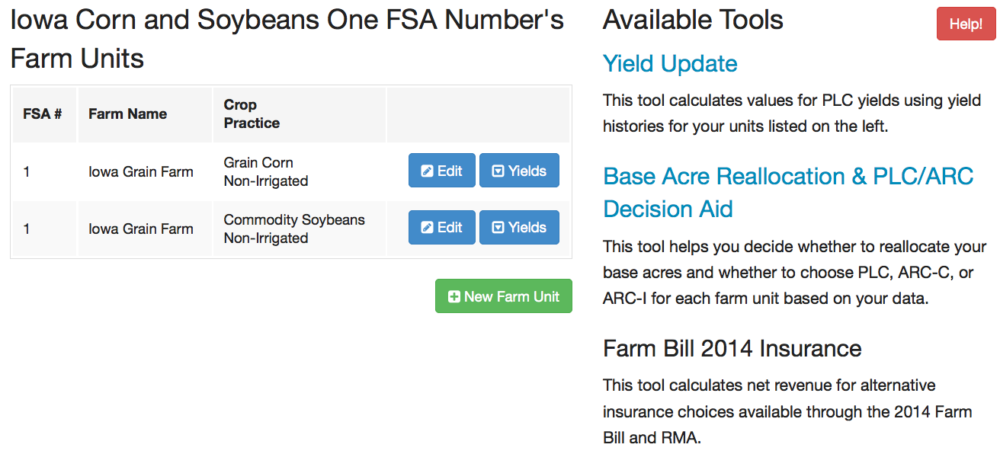 Iowa Corn and Soybeans One FSA Number's
Farm Units
FSA #
Farm Name
Crop
Practice
1
Iowa Grain Farm
Grain Corn
Non-Irrigated
Edit
Yields
1
Iowa Grain Farm
Commodity Soybeans
Non-Irrigated
Edit
Yields
New Farm Unit
Available Tools
Help!
Yield Update
This tool calculates values for PLC yields using yield
histories for your units listed on the left.
Base Acre Reallocation & PLC/ARC
Decision Aid
This tool helps you decide whether to reallocate your
base acres and whether to choose PLC, ARC-C, or
ARC-I for each farm unit based on your data.
Farm Bill 2014 Insurance
This tool calculates net revenue for alternative
insurance choices available through the 2014 Farm
Bill and RMA.